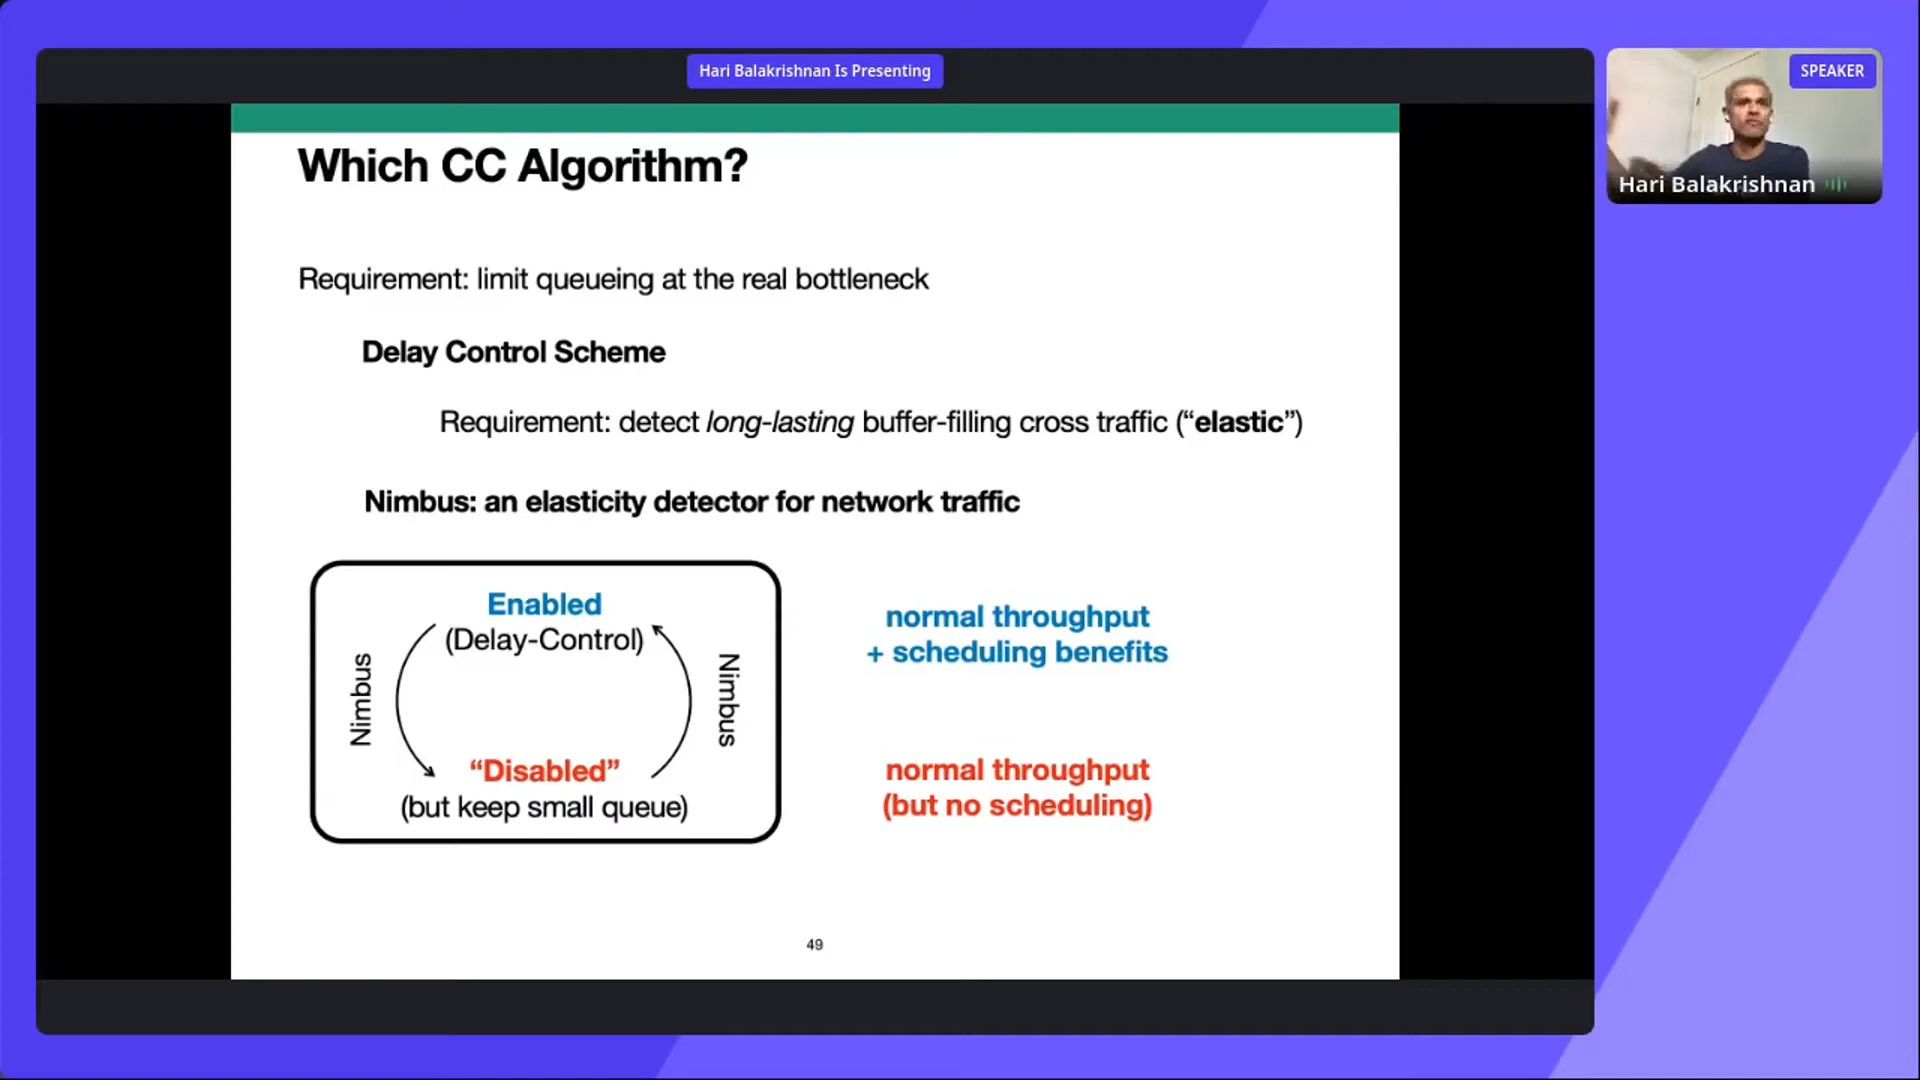 Hari Balakrishnan Is Presenting
SPEAKER
Hari Balakrishnan
Which CC Algorithm?
Requirement: limit queueing at the real bottleneck
Delay Control Scheme
Requirement: detect long-lasting buffer-filling cross traffic (“elastic”)
Nimbus: an elasticity detector for network traffic
Enabled
(Delay-Control)
Nimbus
Nimbus
“Disabled”
(but keep small queue)
normal throughput
+ scheduling benefits
normal throughput
(but no scheduling)
49